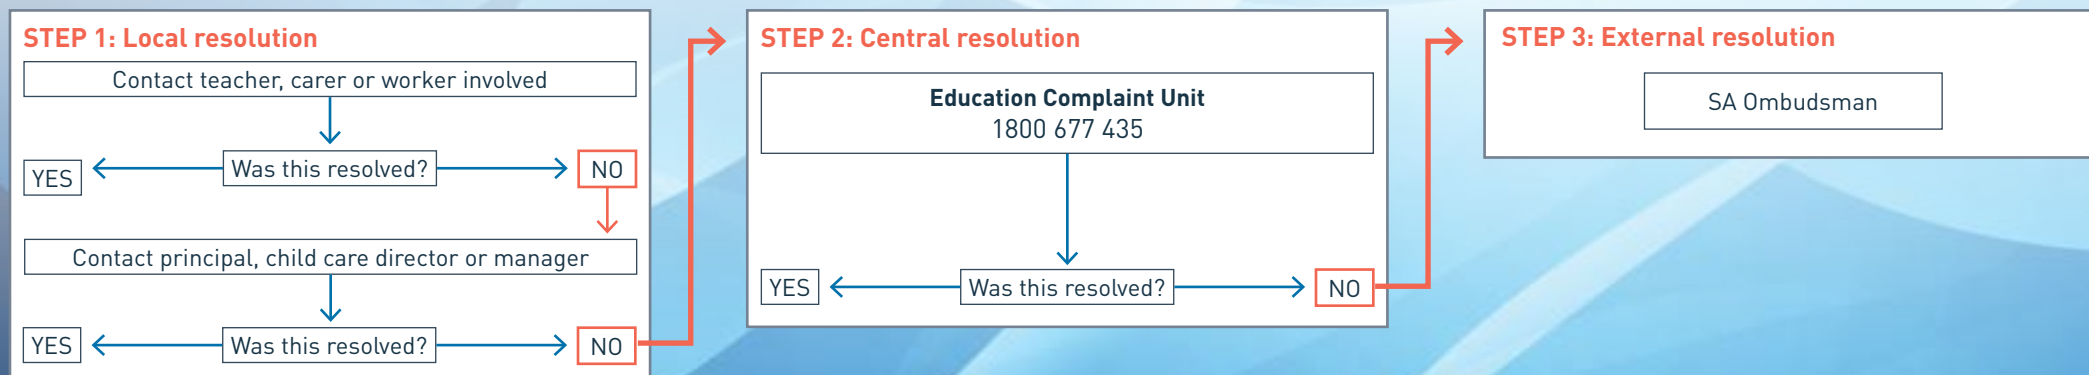 STEP 1: Local resolution
Contact teacher, carer or worker involved
YES
Was this resolved?
NO
Contact principal, child care director or manager
YES
Was this resolved?
NO
STEP 2: Central resolution
Education Complaint Unit
1800 677 435
YES
Was this resolved?
NO
STEP 3: External resolution
SA Ombudsman